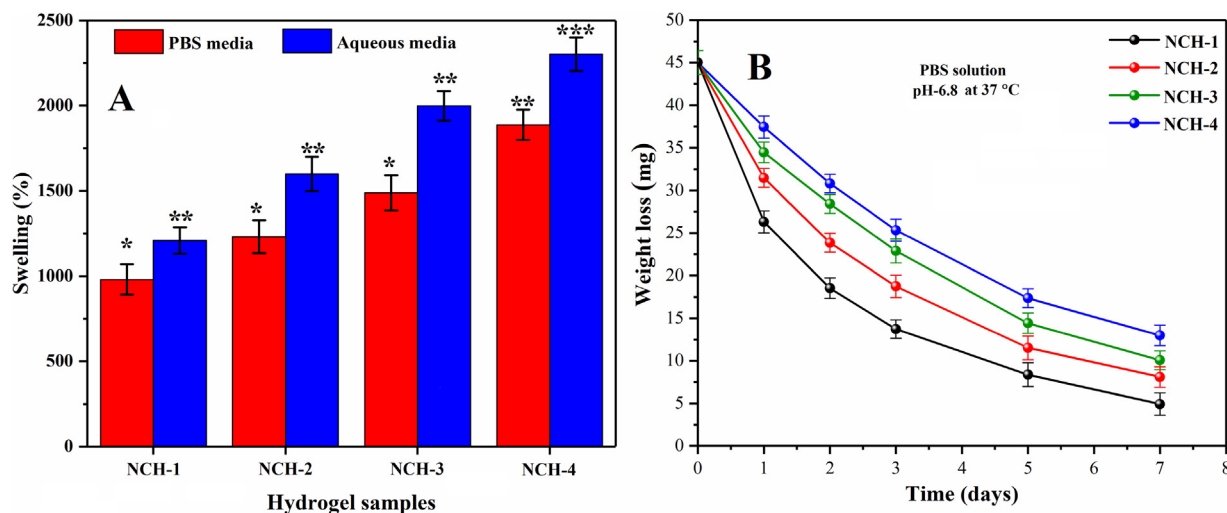 2500
2000
1500
1000
500
0
Swelling (%)
PBS media
Aqueous media
A
*
**
*
**
*
**
**
***
NCH-1
NCH-2
NCH-3
NCH-4
Hydrogel samples
50
45
40
35
30
25
20
15
10
5
0
Weight loss (mg)
B
PBS solution
pH-6.8 at 37 °C
NCH-1
NCH-2
NCH-3
NCH-4
0
1
2
3
4
5
6
7
8
Time (days)